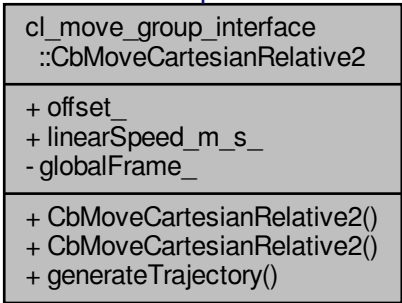 cl_move_group_interface
::CbMoveCartesianRelative2
+ offset_
+ linearSpeed_m_s_
- globalFrame_
+ CbMoveCartesianRelative2()
+ CbMoveCartesianRelative2()
+ generateTrajectory()